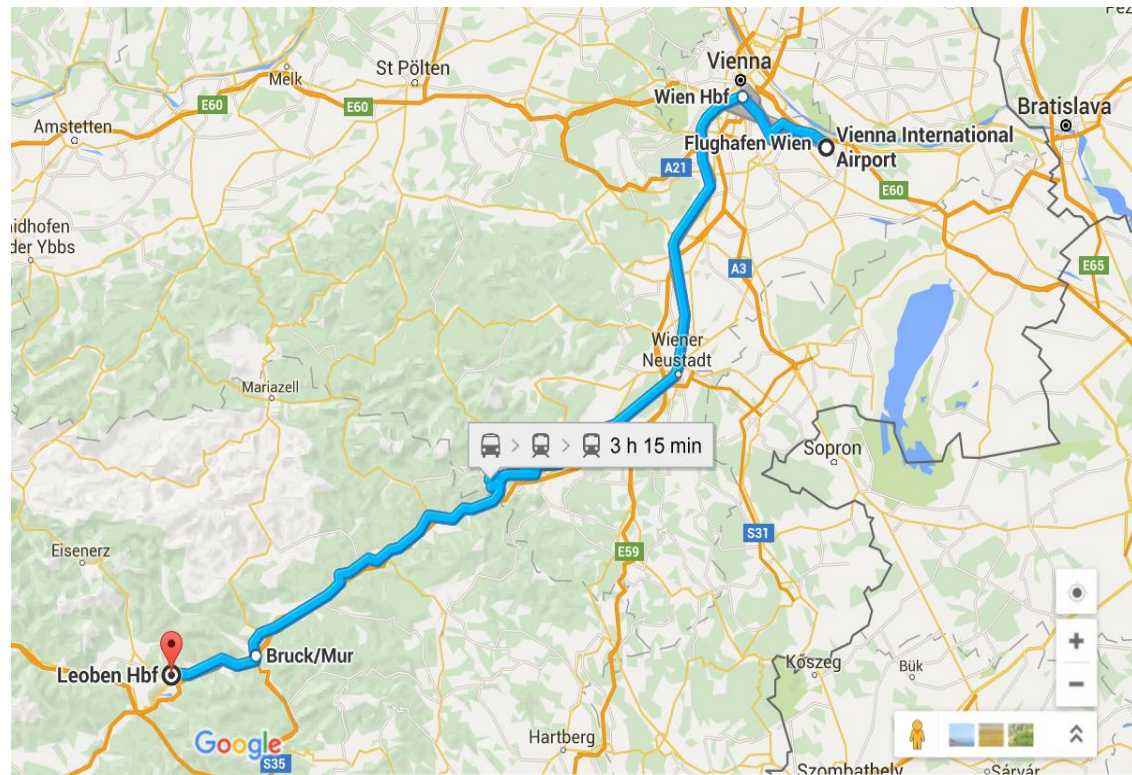 Pez
St Pölten
Melk
Vienna
E60
E60
Wien Hbf
Bratislava
Amstetten
Flughafen Wien
Vienna International
Airport
A21
E60
aidhofen
der Ybbs
E65
A3
Wiener
Neustadt
Mariazell
3 h 15 min
Sopron
S31
Eisenerz
E59
Bruck/Mur
Leoben Hbf
Kőszeg
Bük
Google
S35
Hartberg
Szombathely
Sárvár